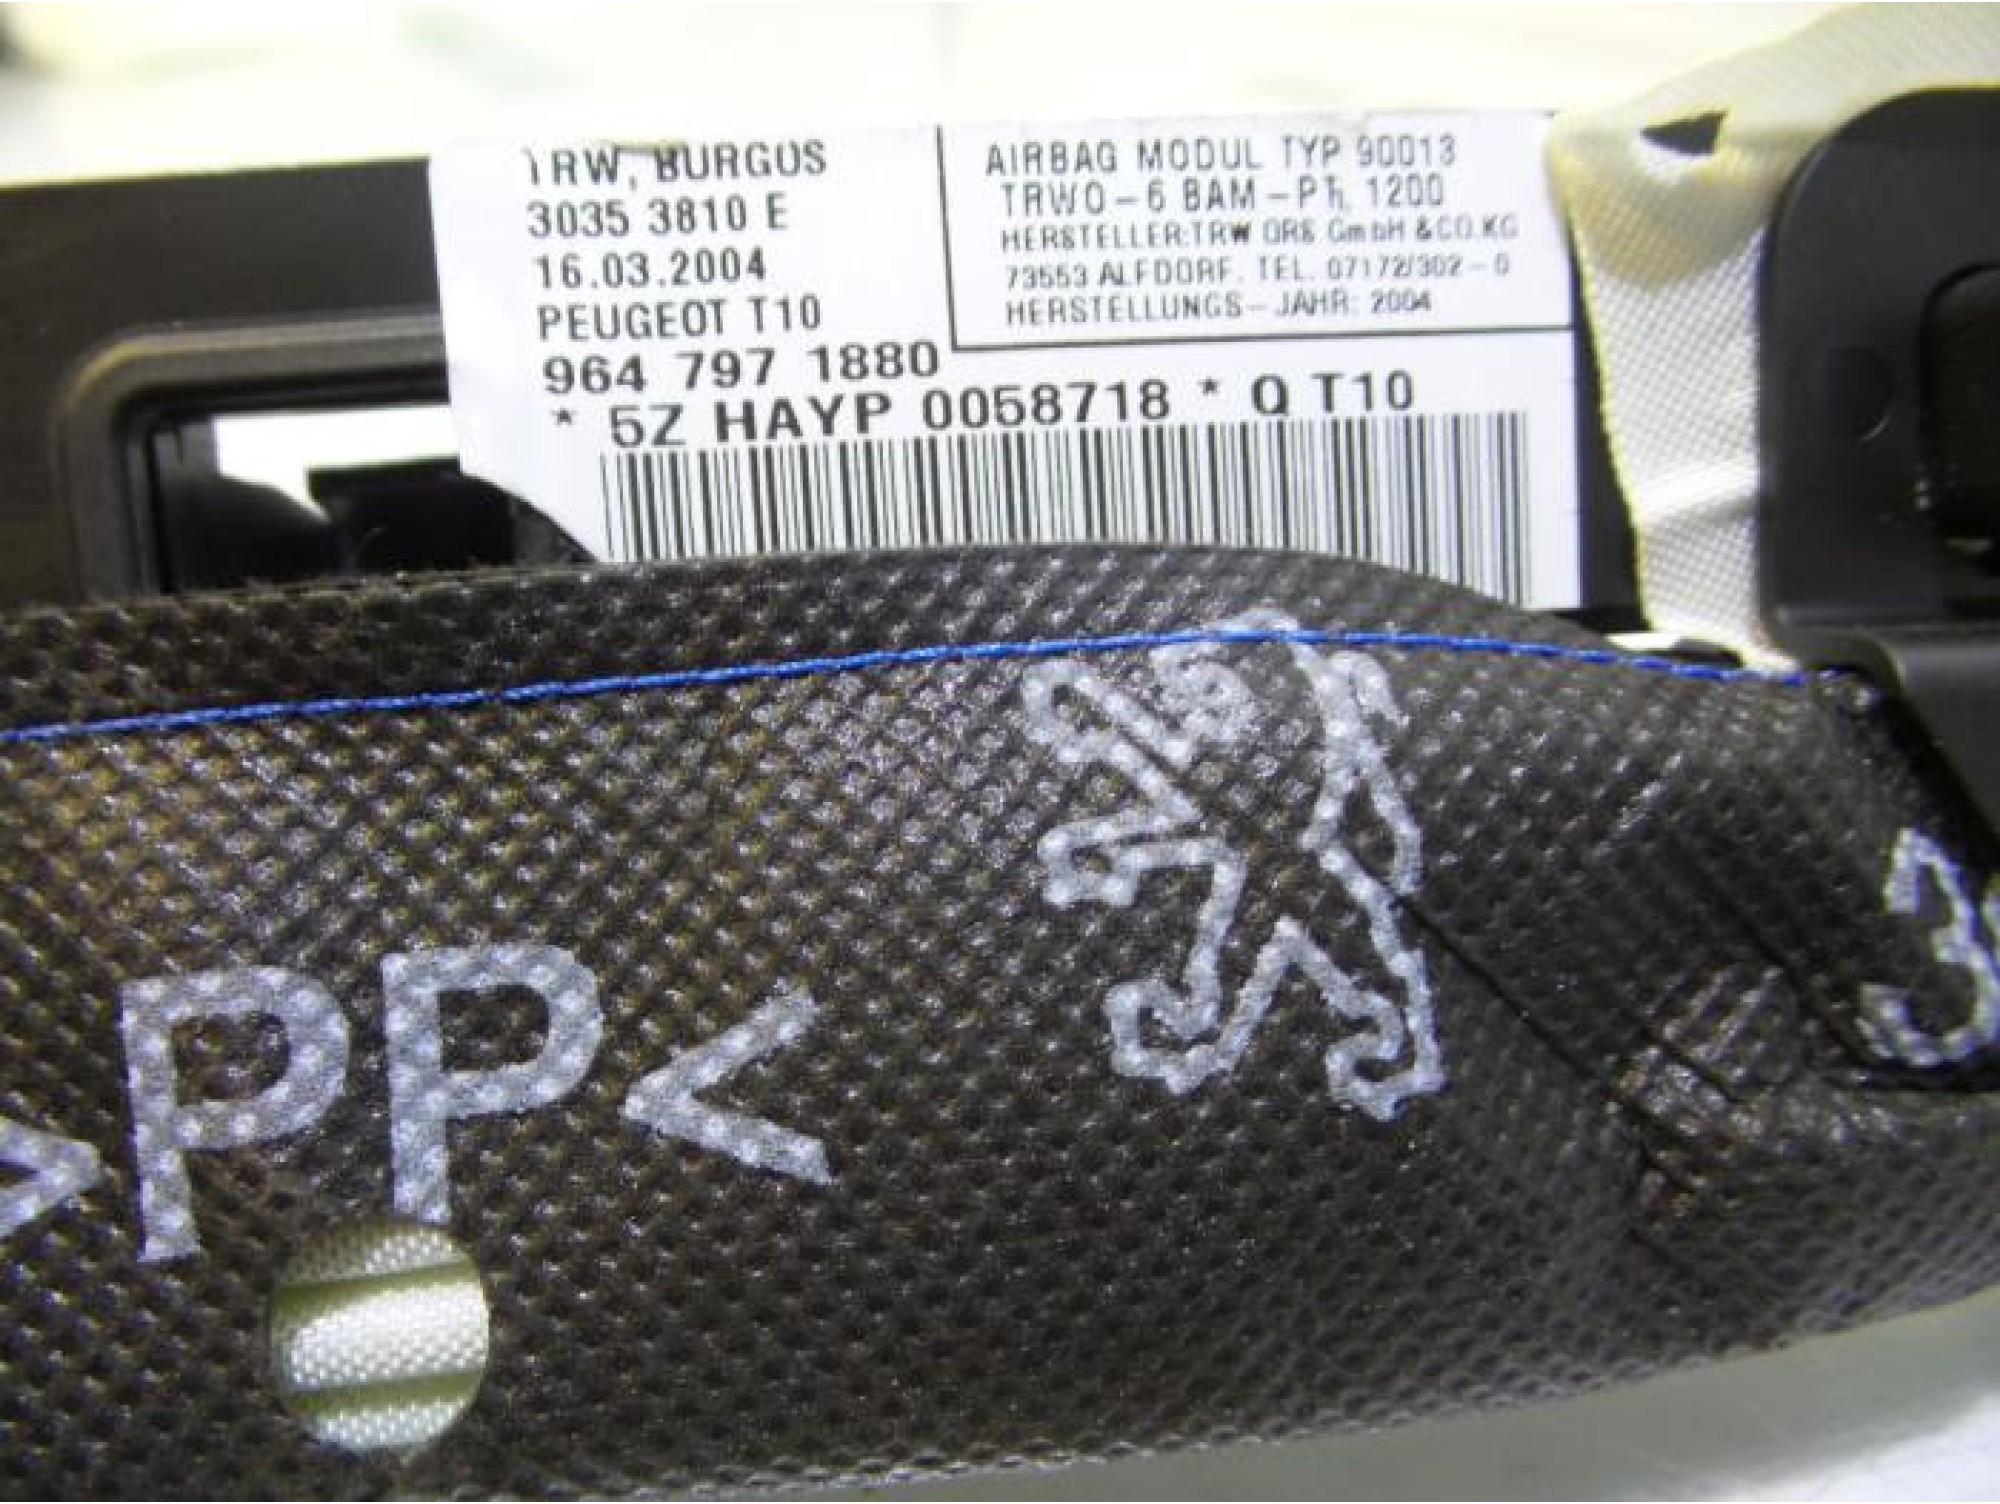 TRW, BURGOS
3035 3810 E
16.03.2004
PEUGEOT T10
964 797 1880
* 5Z HAYP 0058718 * Q T10
AIRBAG MODUL TYP 90013
TRWO-6 BAM-PT, 1200
HERSTELLER:TRW ORS GmbH &CO.KG
73553 ALFDORF. TEL. 07172/302-0
HERSTELLUNGS-JAHR: 2004
>PP<
3